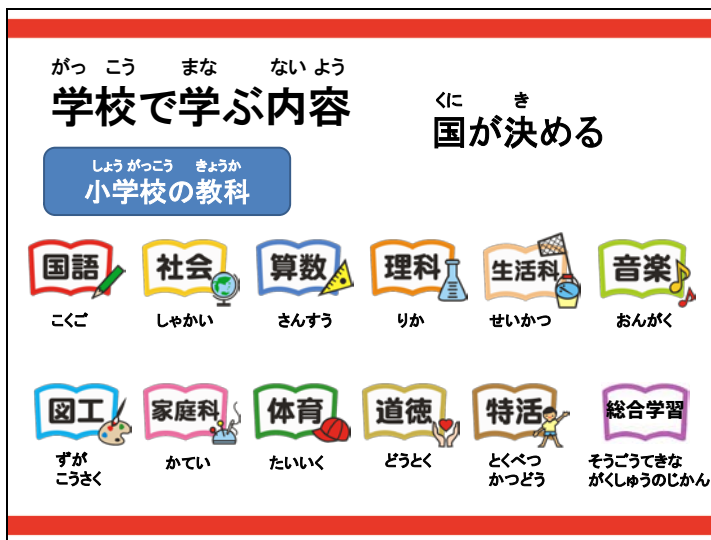 がっ こう まな ない よう
学校で学ぶ内容
くに き
国が決める
しょう がっこう きょうか
小学校の教科
国語 社会 算数 理科 生活科 音楽
こくご しゃかい さんすう りか せいかつ おんがく
図工 家庭科 体育 道徳 特活 総合学習
ずが かてい たいいく どうとく とくべつ そうごうてきな
こうさく かつどう がくしゅうのじかん